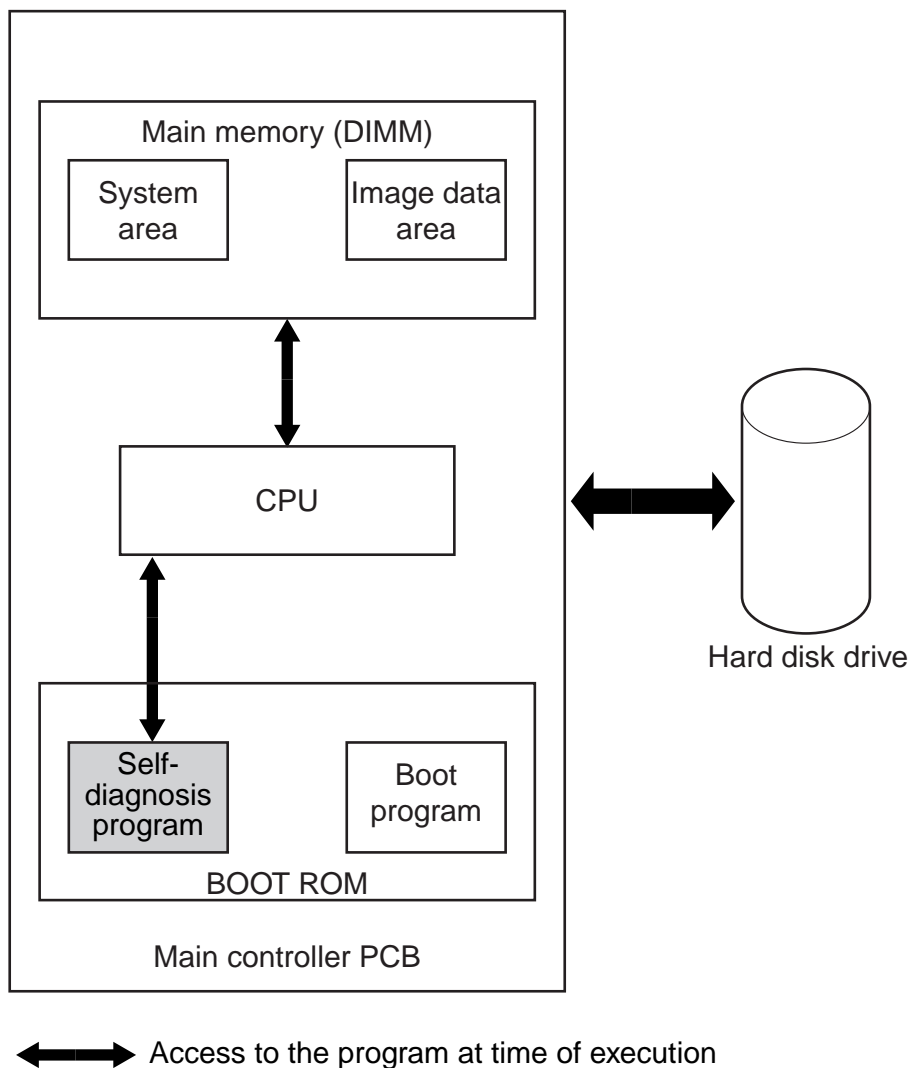 Main memory (DIMM)
System
area
Image data
area
CPU
Hard disk drive
Self-
diagnosis
program
Boot
program
BOOT ROM
Main controller PCB
Access to the program at time of execution